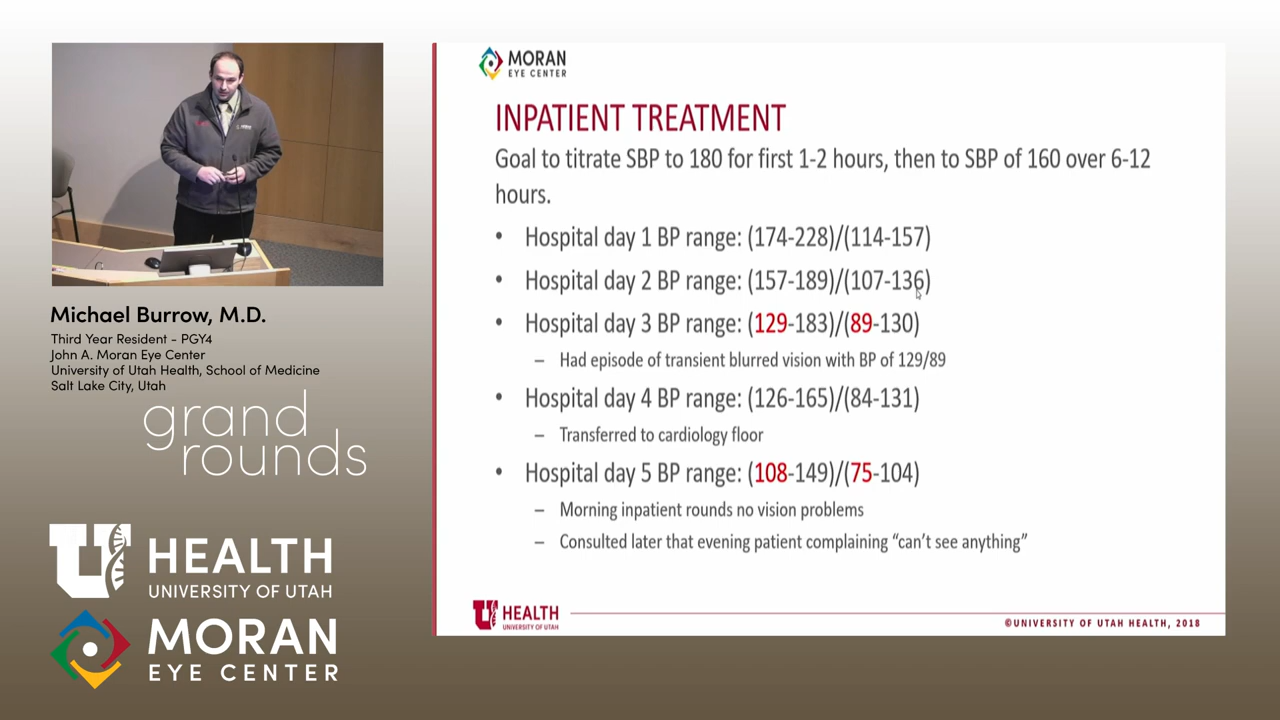 Michael Burrow, M.D.
Third Year Resident - PGY4
John A. Moran Eye Center
University of Utah Health, School of Medicine
Salt Lake City, Utah
grand
rounds
U HEALTH
UNIVERSITY OF UTAH
MORAN
EYE CENTER
MORAN
EYE CENTER
INPATIENT TREATMENT
Goal to titrate SBP to 180 for first 1-2 hours, then to SBP of 160 over 6-12
hours.
• Hospital day 1 BP range: (174-228)/(114-157)
• Hospital day 2 BP range: (157-189)/(107-136)
• Hospital day 3 BP range: (129-183)/(89-130)
– Had episode of transient blurred vision with BP of 129/89
• Hospital day 4 BP range: (126-165)/(84-131)
– Transferred to cardiology floor
• Hospital day 5 BP range: (108-149)/(75-104)
– Morning inpatient rounds no vision problems
– Consulted later that evening patient complaining “can’t see anything”
U HEALTH
UNIVERSITY OF UTAH
©UNIVERSITY OF UTAH HEALTH, 2018